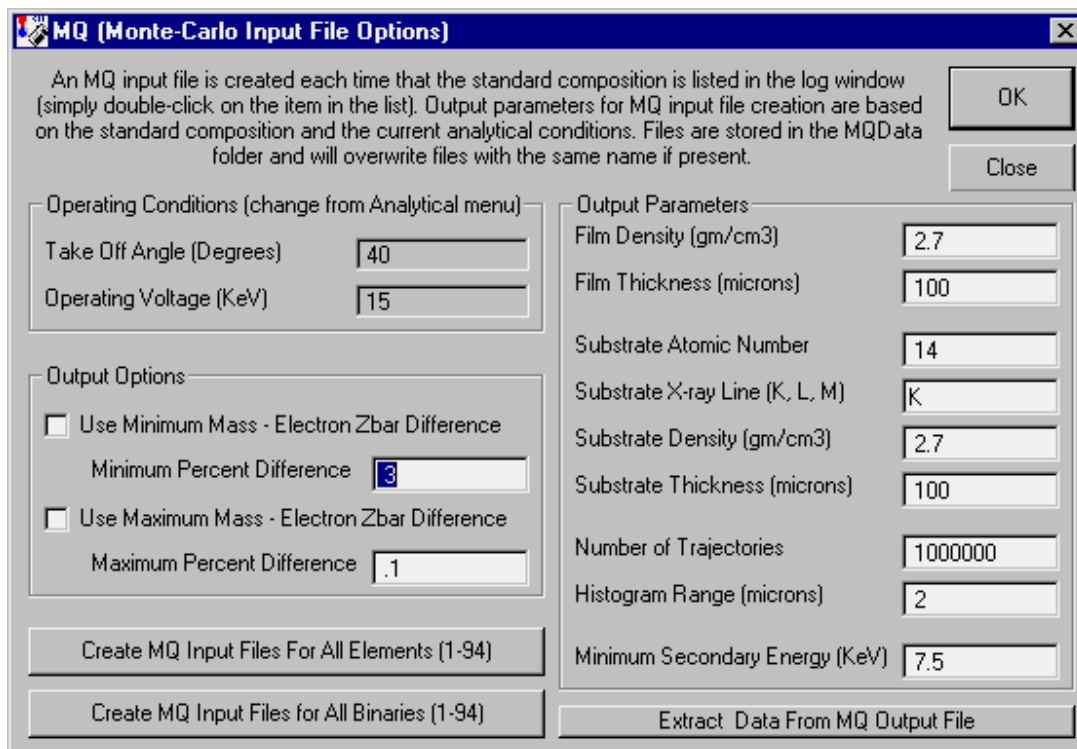 MQ (Monte-Carlo Input File Options)
An MQ input file is created each time that the standard composition is listed in the log window
(simply double-click on the item in the list). Output parameters for MQ input file creation are based
on the standard composition and the current analytical conditions. Files are stored in the MQData
folder and will overwrite files with the same name if present.
OK
Close
Operating Conditions (change from Analytical menu)
Take Off Angle (Degrees) 40
Operating Voltage (KeV) 15
Output Options
Use Minimum Mass - Electron Zbar Difference
Minimum Percent Difference 3
Use Maximum Mass - Electron Zbar Difference
Maximum Percent Difference .1
Create MQ Input Files For All Elements (1-94)
Create MQ Input Files for All Binaries (1-94)
Output Parameters
Film Density (gm/cm3) 2.7
Film Thickness (microns) 100
Substrate Atomic Number 14
Substrate X-ray Line (K, L, M) K
Substrate Density (gm/cm3) 2.7
Substrate Thickness (microns) 100
Number of Trajectories 1000000
Histogram Range (microns) 2
Minimum Secondary Energy (KeV) 7.5
Extract Data From MQ Output File